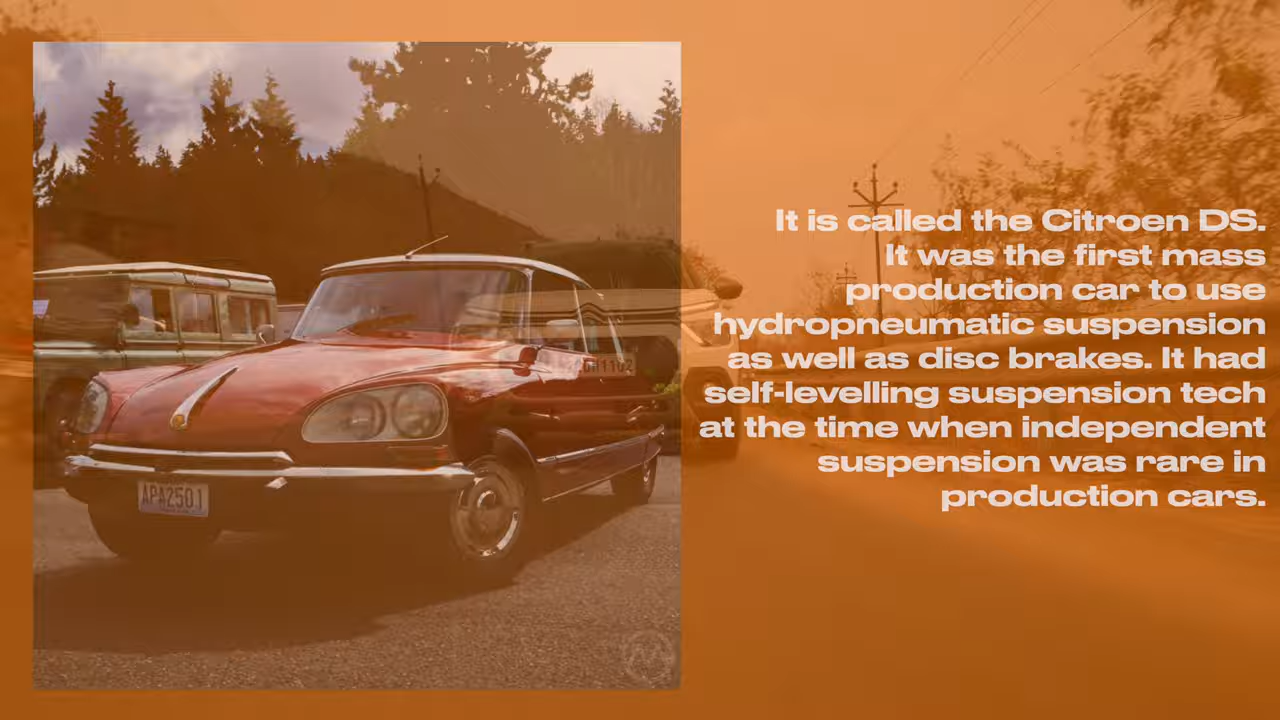 It is called the Citroen DS.
It was the first mass
production car to use
hydropneumatic suspension
as well as disc brakes. It had
self-levelling suspension tech
at the time when independent
suspension was rare in
production cars.
APA2501